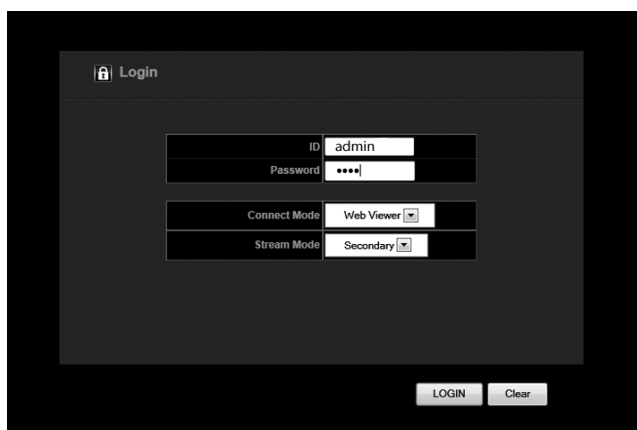 Login
ID admin
Password ••••
Connect Mode Web Viewer
Stream Mode Secondary
LOGIN Clear